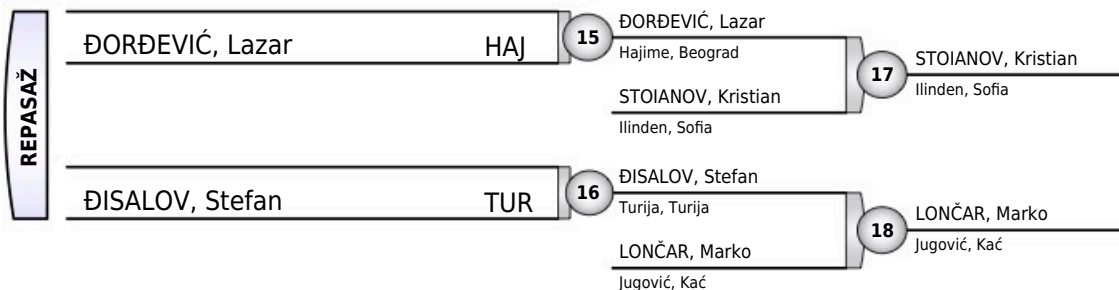 REPASAŽ
ĐORĐEVIĆ, Lazar HAJ
15
ĐORĐEVIĆ, Lazar
Hajime, Beograd
STOIANOV, Kristian
Ilinden, Sofia
17
STOIANOV, Kristian
Ilinden, Sofia
ĐISALOV, Stefan TUR
16
ĐISALOV, Stefan
Turija, Turija
LONČAR, Marko
Jugović, Kać
18
LONČAR, Marko
Jugović, Kać